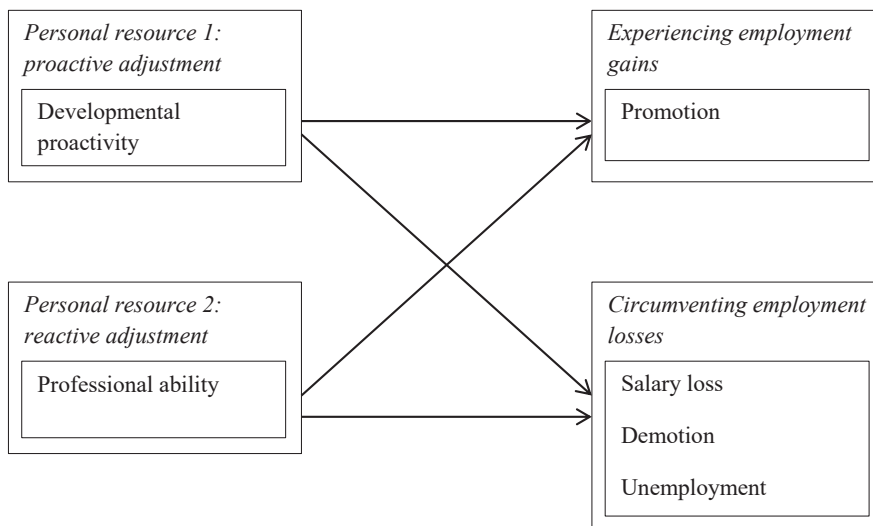 Personal resource 1:
proactive adjustment
Developmental
proactivity
Experiencing employment
gains
Promotion
Personal resource 2:
reactive adjustment
Professional ability
Circumventing employment
losses
Salary loss
Demotion
Unemployment